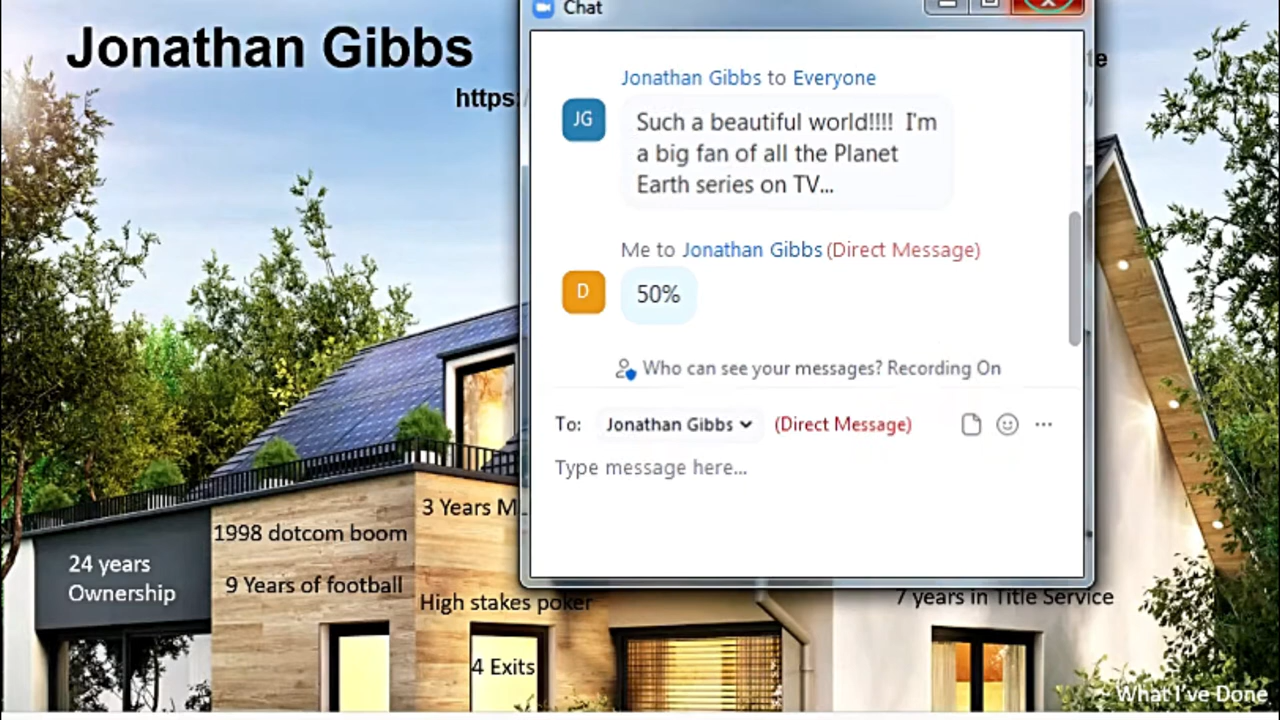 Jonathan Gibbs
https:
Chat
Jonathan Gibbs to Everyone
JG
Such a beautiful world!!!! I'm
a big fan of all the Planet
Earth series on TV...
Me to Jonathan Gibbs (Direct Message)
D
50%
Who can see your messages? Recording On
To: Jonathan Gibbs (Direct Message)
Type message here...
24 years
Ownership
1998 dotcom boom
9 Years of football
3 Years
High stakes poker
4 Exits
7 years in Title Service
What I've Done